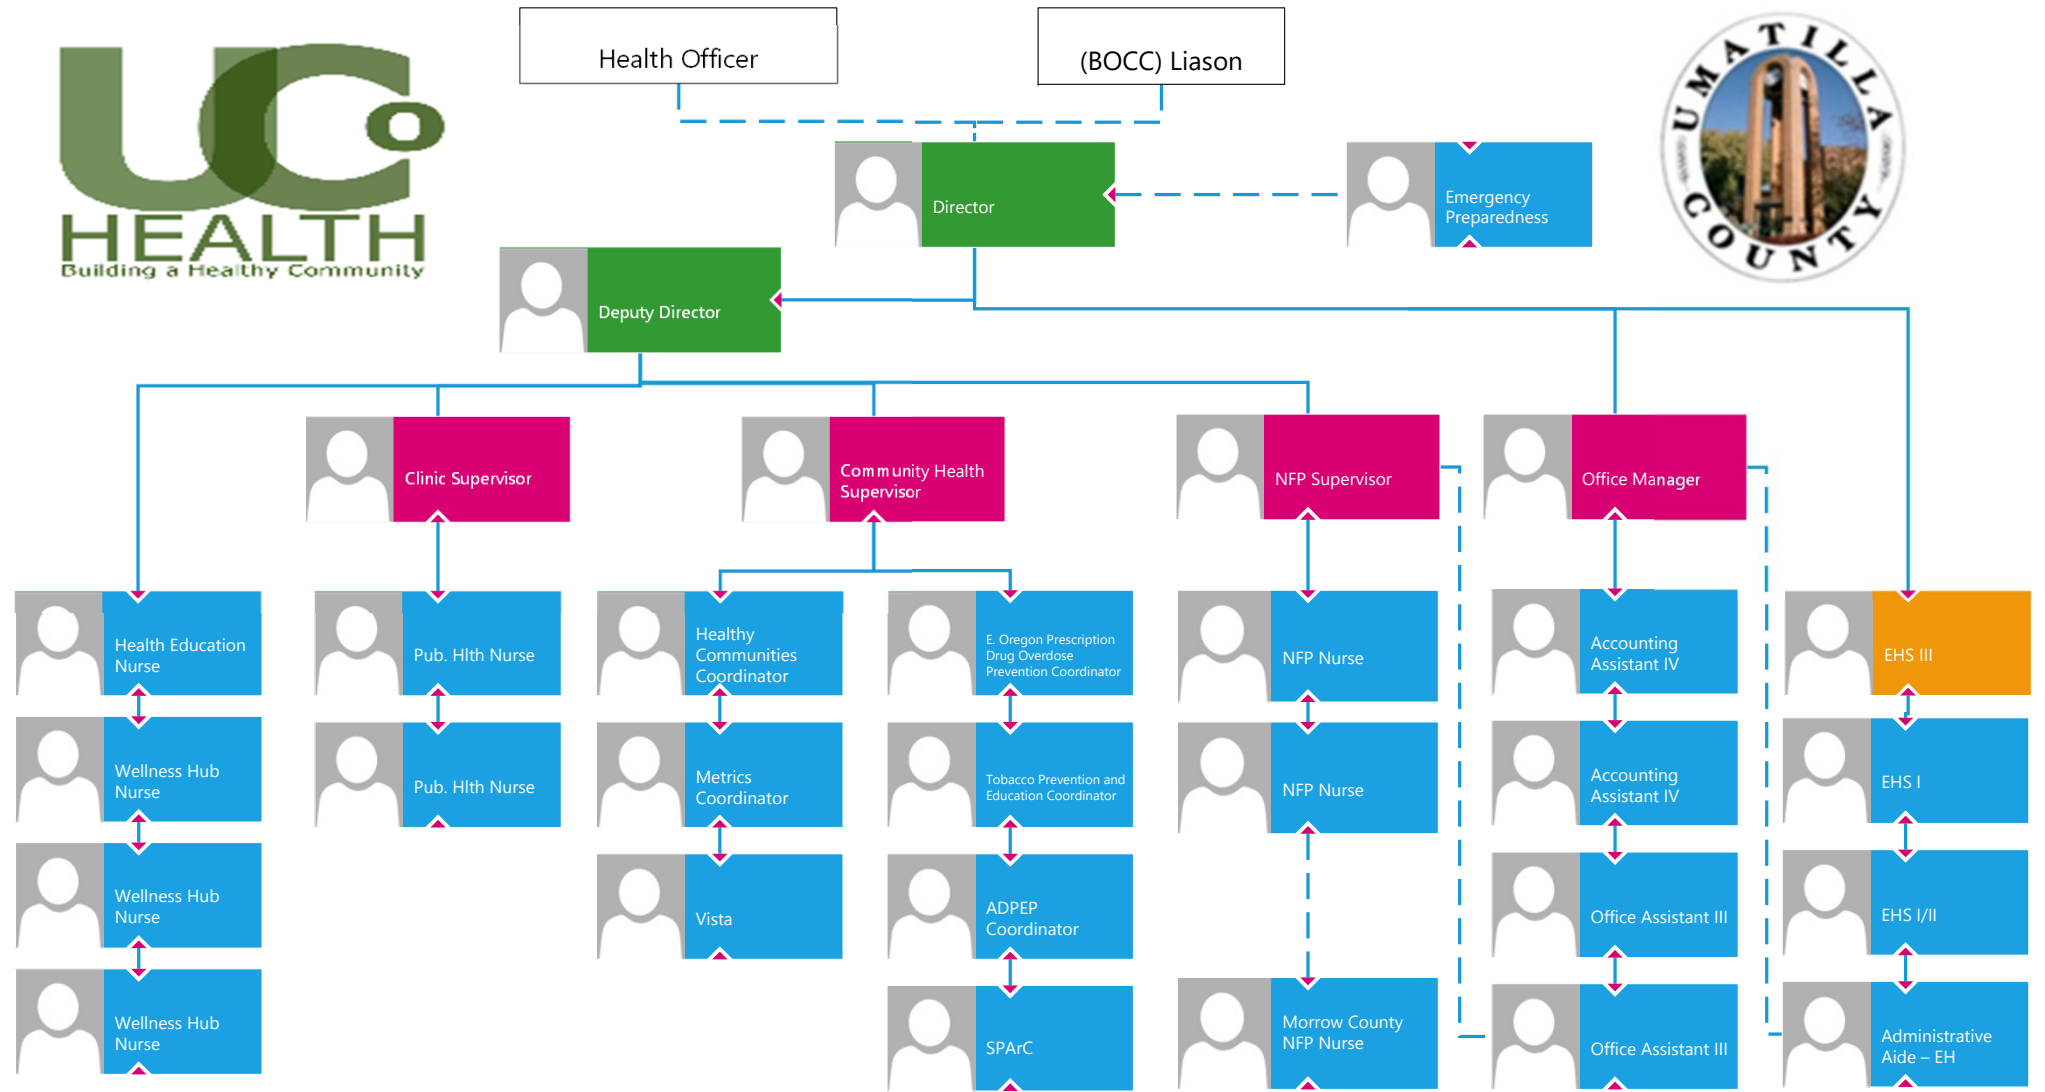 UCo
HEALTH
Building a Healthy Community
Health Officer
(BOCC) Liason
UMATILLA
COUNTY
Director
Emergency
Preparedness
Deputy Director
Clinic Supervisor
Community Health
Supervisor
NFP Supervisor
Office Manager
Health Education
Nurse
Wellness Hub
Nurse
Wellness Hub
Nurse
Wellness Hub
Nurse
Pub. Hlth Nurse
Pub. Hlth Nurse
Healthy
Communities
Coordinator
Metrics
Coordinator
Vista
E. Oregon Prescription
Drug Overdose
Prevention Coordinator
Tobacco Prevention and
Education Coordinator
ADPEP
Coordinator
SPArC
NFP Nurse
NFP Nurse
Morrow County
NFP Nurse
Accounting
Assistant IV
Accounting
Assistant IV
Office Assistant III
Office Assistant III
EHS III
EHS I
EHS I/II
Administrative
Aide – EH